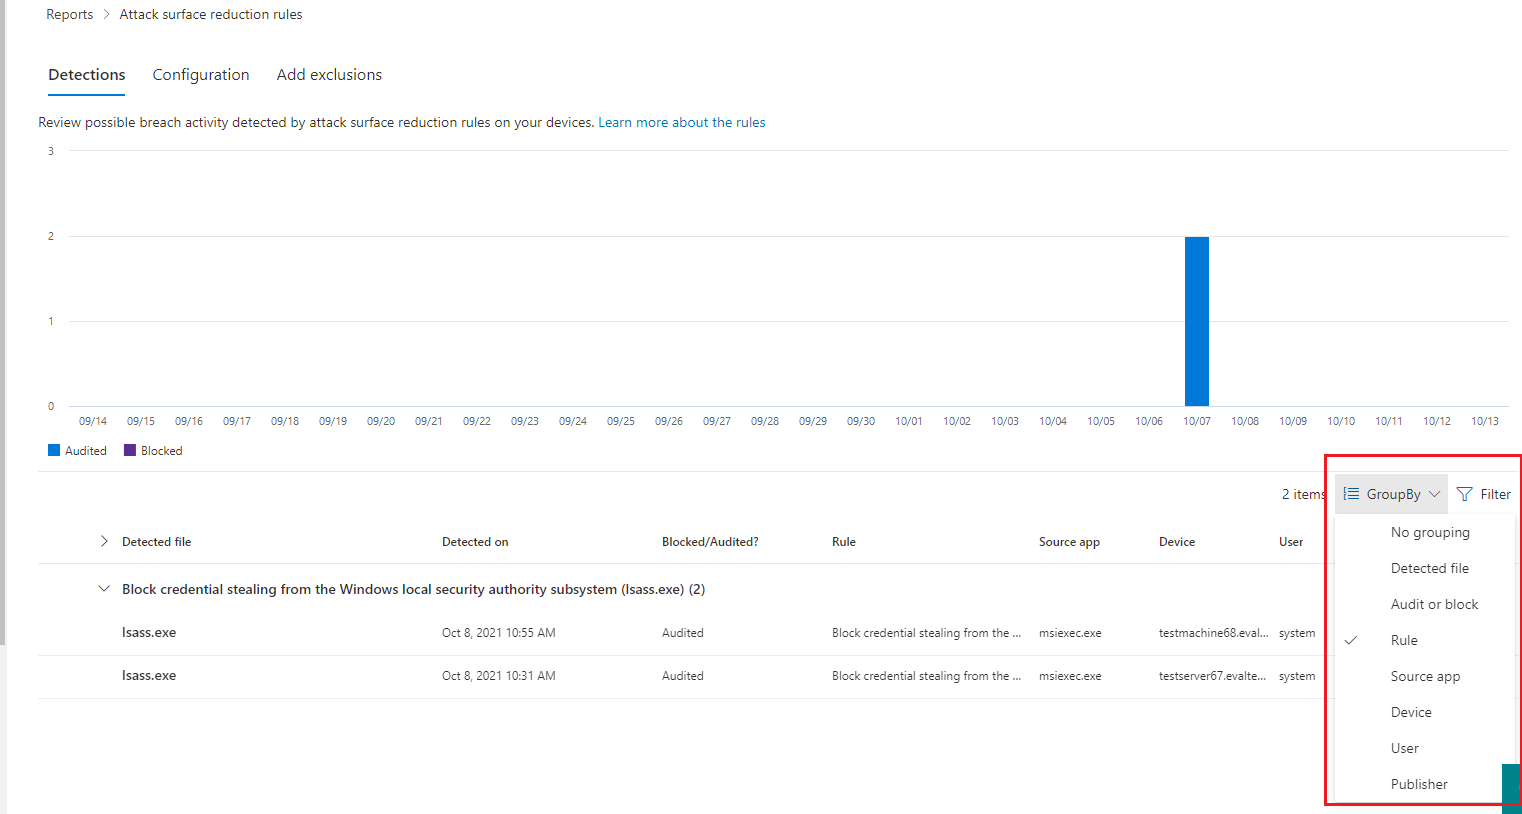 Reports > Attack surface reduction rules
Detections Configuration Add exclusions
Review possible breach activity detected by attack surface reduction rules on your devices. Learn more about the rules
3
2
1
0
09/14 09/15 09/16 09/17 09/18 09/19 09/20 09/21 09/22 09/23 09/24 09/25 09/26 09/27 09/28 09/29 09/30 10/01 10/02 10/03 10/04 10/05 10/06 10/07 10/08 10/09 10/10 10/11 10/12 10/13
Audited Blocked
2 items GroupBy Filter
Detected file Detected on Blocked/Audited? Rule Source app Device User
Block credential stealing from the Windows local security authority subsystem (lsass.exe) (2)
lsass.exe Oct 8, 2021 10:55 AM Audited Block credential stealing from the ... msiexec.exe testmachine68.eval... system
lsass.exe Oct 8, 2021 10:31 AM Audited Block credential stealing from the ... msiexec.exe testserver67.evalte... system
No grouping
Detected file
Audit or block
Rule
Source app
Device
User
Publisher